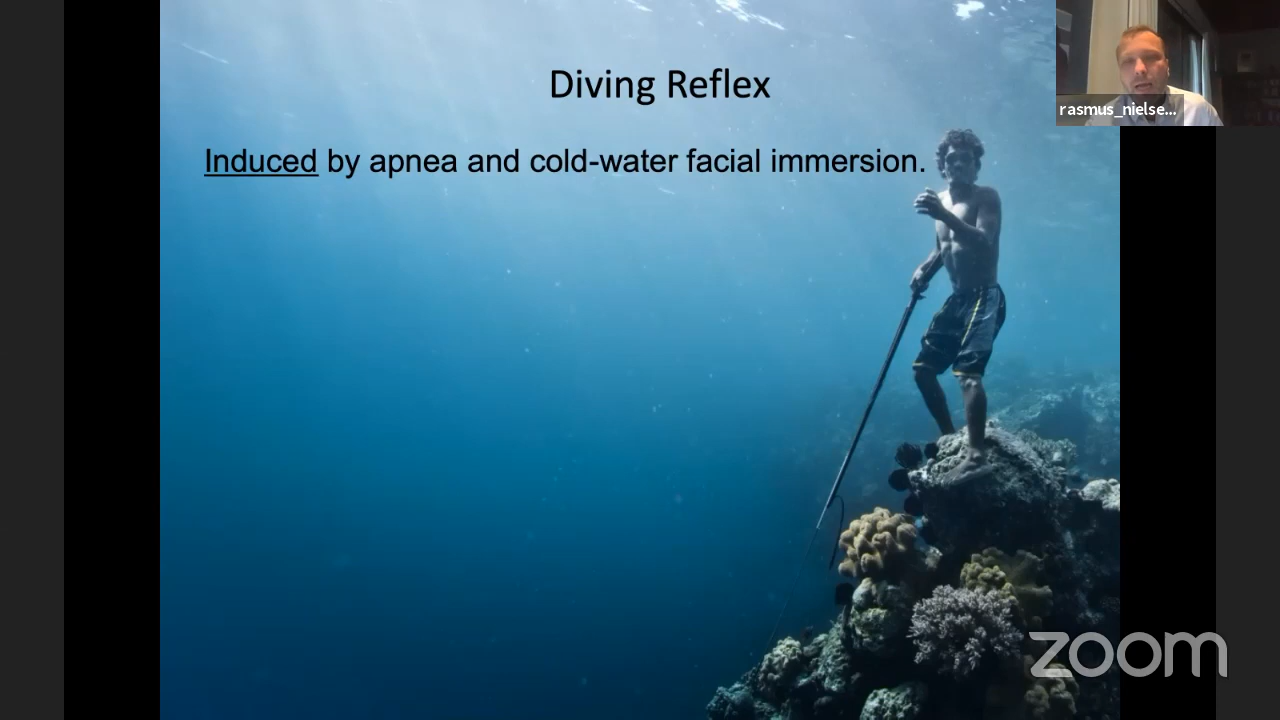 Diving Reflex
rasmus_nielse...
Induced by apnea and cold-water facial immersion.
zoom